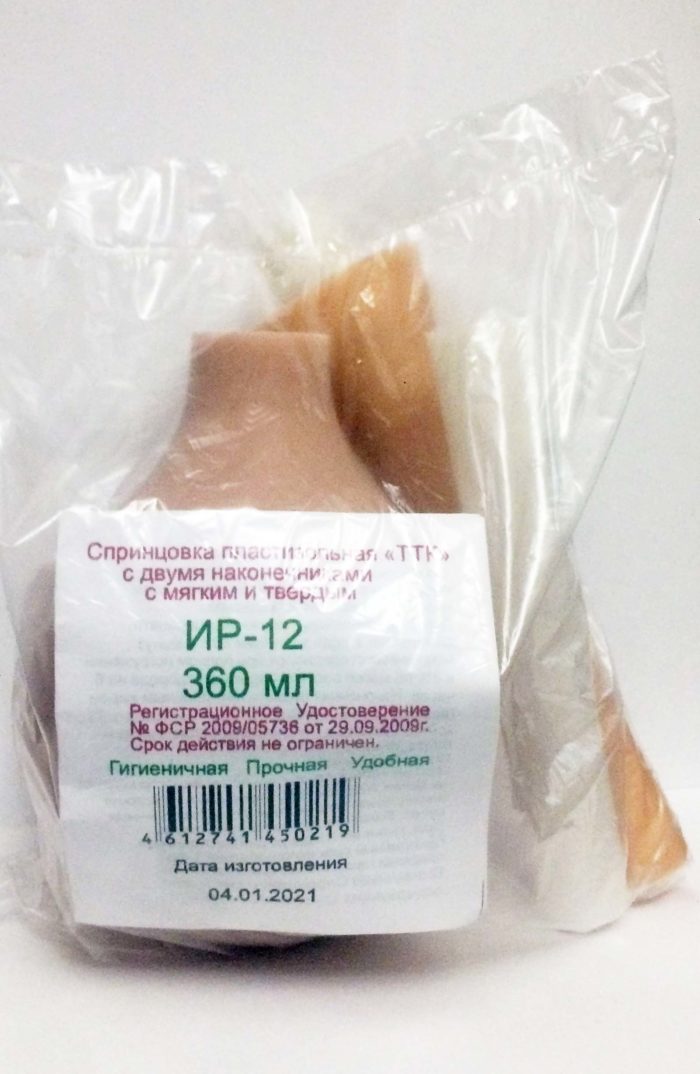 Спринцовка пластизольная «ТТК»
с двумя наконечниками
с мягким и твердым
ИР-12
360 мл
Регистрационное Удостоверение
№ ФСР 2009/05736 от 29.09.2009г.
Срок действия не ограничен.
Гигиеничная Прочная Удобная
4 612741 450219
Дата изготовления
04.01.2021